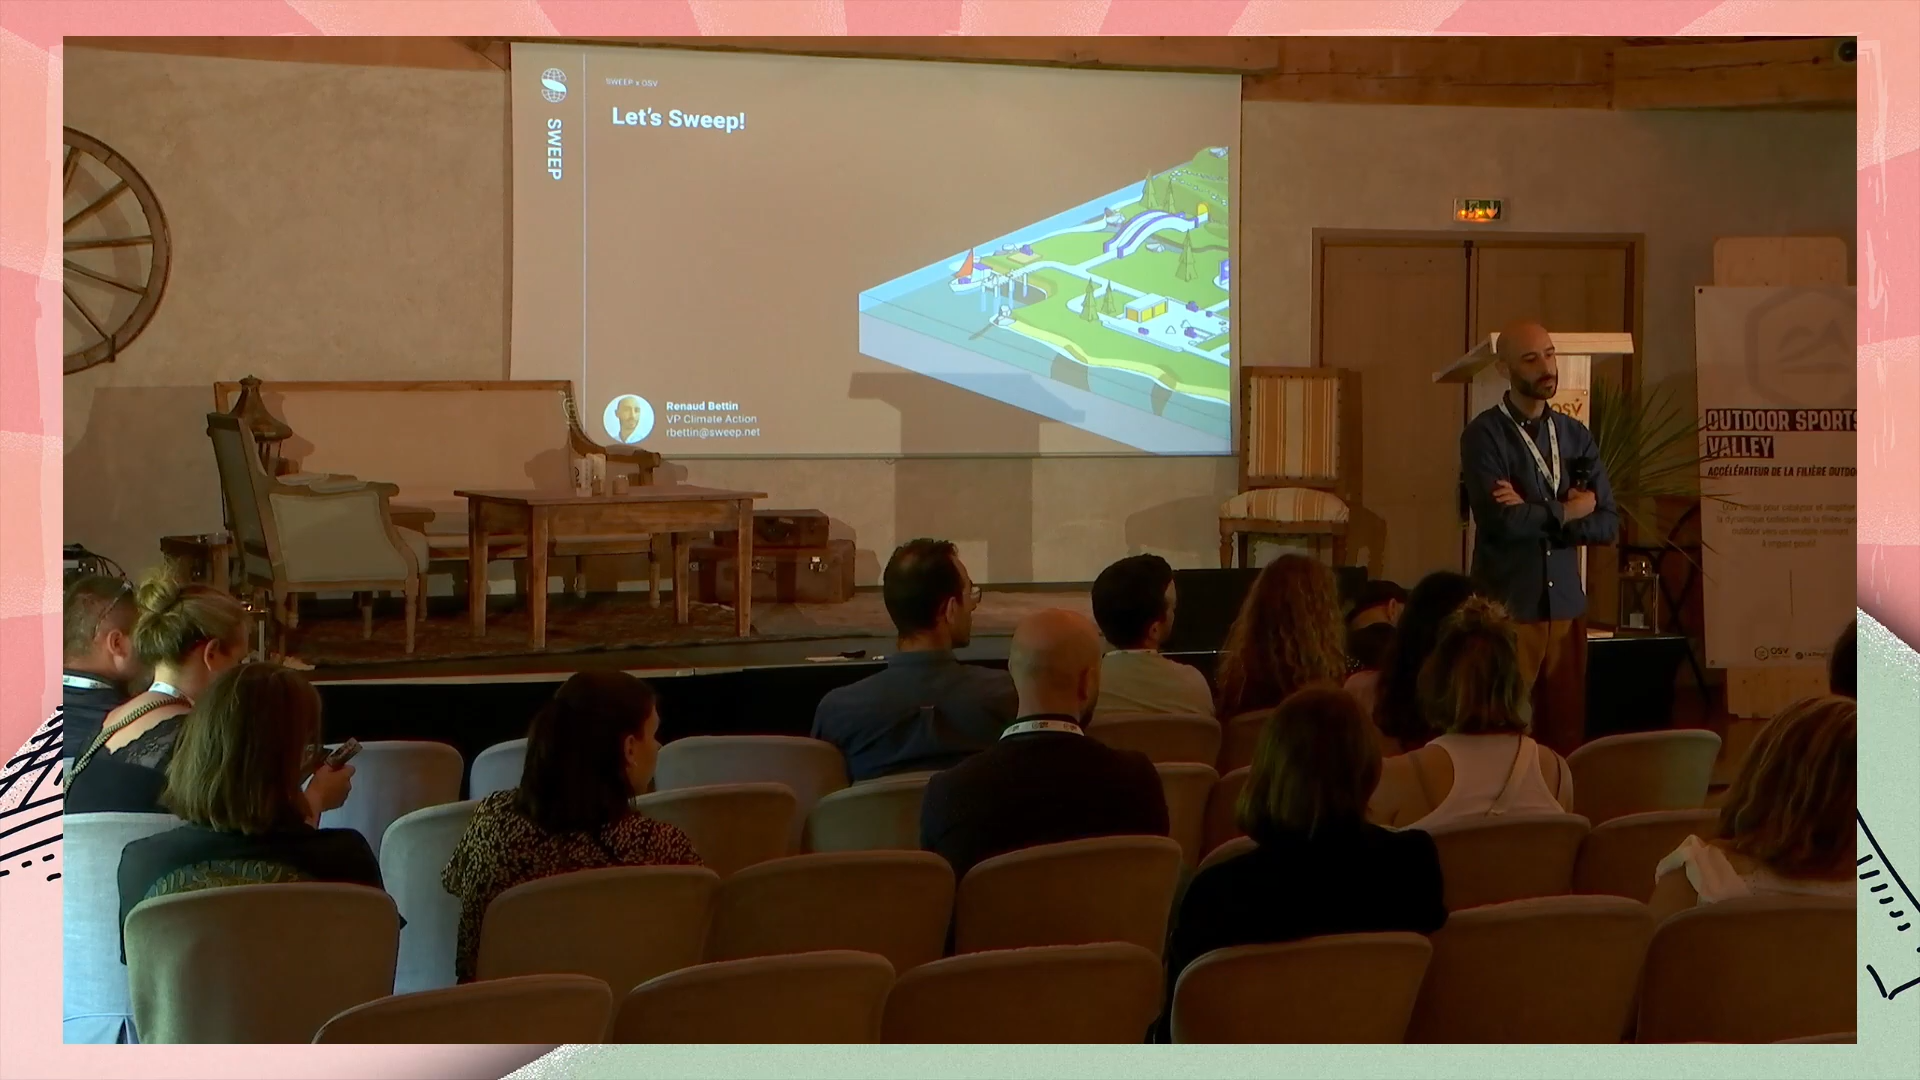 SWEEP x OSV
Let's Sweep!
SWEEP
Renaud Bettin
VP Climate Action
rbettin@sweep.net
OSV
OUTDOOR SPORTS
VALLEY
ACCÉLÉRATEUR DE LA FILIÈRE OUTDO
OSV